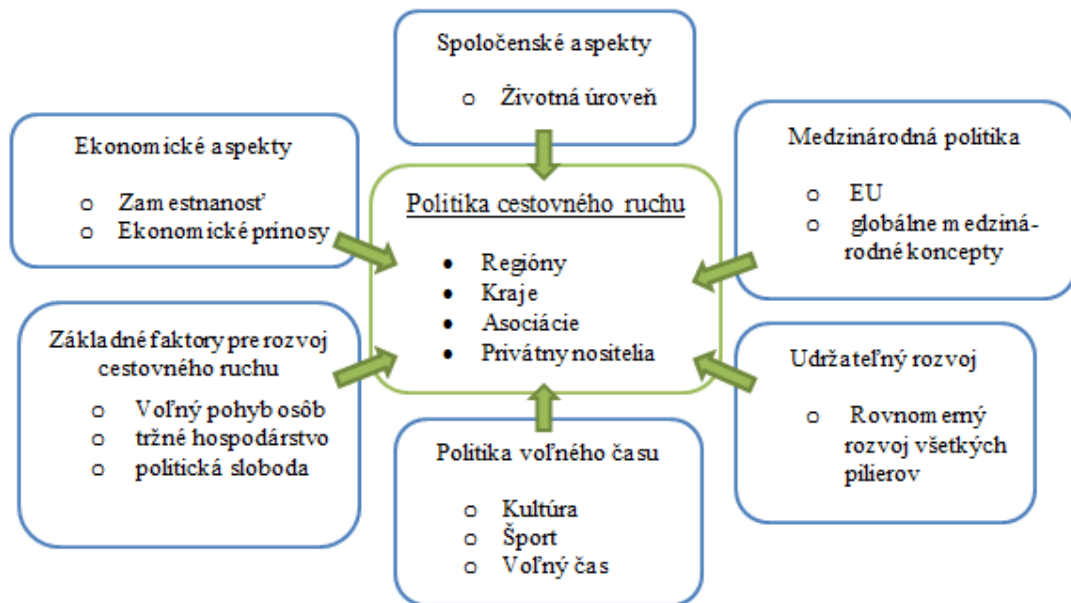 Spoločenské aspekty
o Životná úroveň
Ekonomické aspekty
o Zamestnanosť
o Ekonomické prínosy
Medzinárodná politika
o EU
o globálne medziná-
rodné koncepty
Politika cestovného ruchu
• Regióny
• Kraje
• Asociácie
• Privátny nositelia
Základné faktory pre rozvoj
cestovného ruchu
o Voľný pohyb osôb
o tržné hospodárstvo
o politická sloboda
Udržateľný rozvoj
o Rovnomerný
rozvoj všetkých
pilierov
Politika voľného času
o Kultúra
o Šport
o Voľný čas